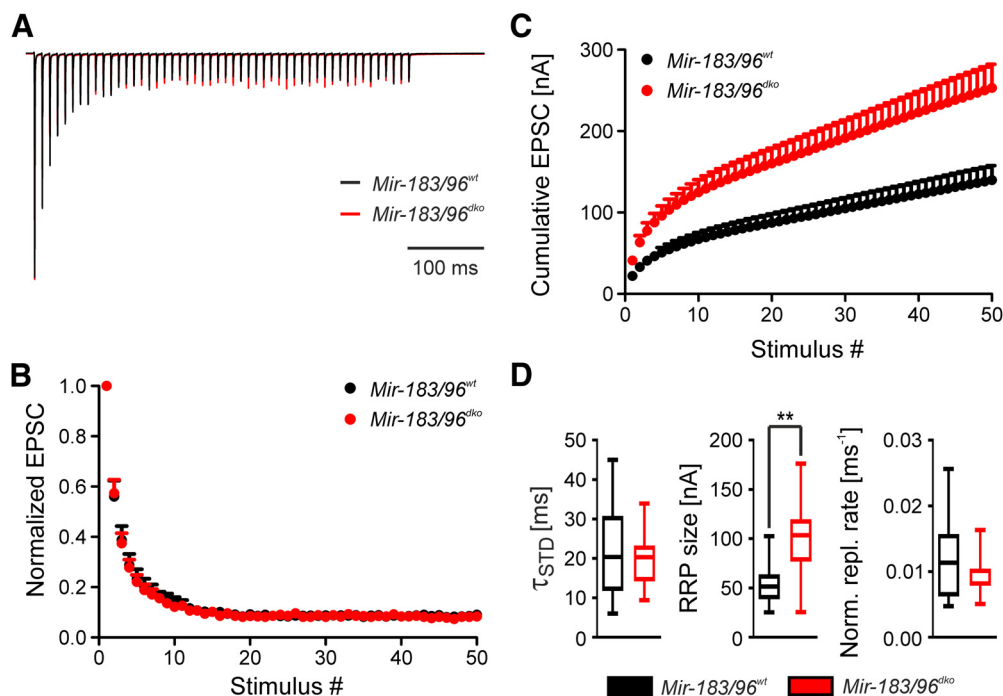 A
Mir-183/96wt
Mir-183/96dko
100 ms
B
Normalized EPSC
1.0
0.8
0.6
0.4
0.2
0.0
0
10
20
30
40
50
Stimulus #
Mir-183/96wt
Mir-183/96dko
C
Cumulative EPSC [nA]
300
200
100
0
0
10
20
30
40
50
Stimulus #
Mir-183/96wt
Mir-183/96dko
D
τSTD [ms]
50
40
30
20
10
0
RRP size [nA]
200
150
100
50
0
**
Norm. repl. rate [ms-1]
0.03
0.02
0.01
0.00
Mir-183/96wt
Mir-183/96dko